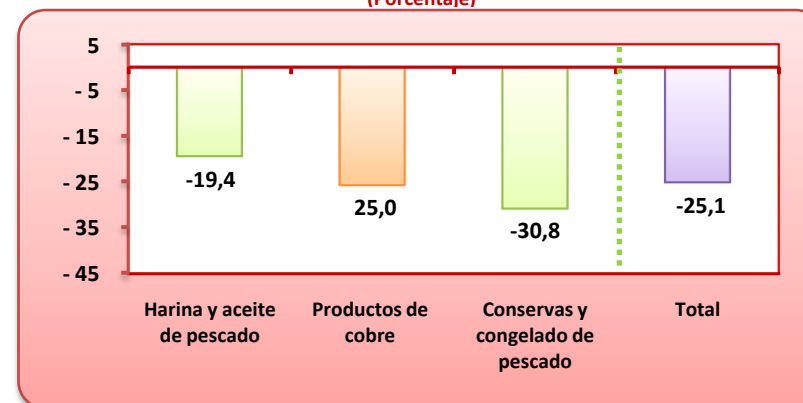 (Porcentaje)
5
- 5
- 15
- 25
- 35
- 45
-19,4
25,0
-30,8
-25,1
Harina y aceite
de pescado
Productos de
cobre
Conservas y
congelado de
pescado
Total